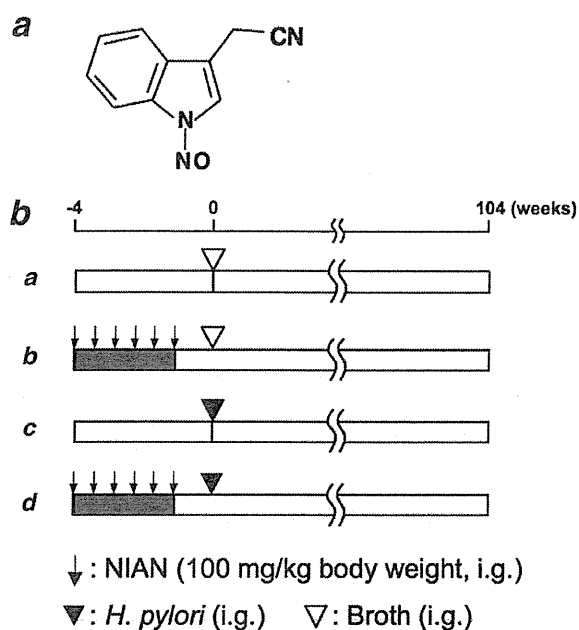 a
CN
N
NO
b
-4 0 104 (weeks)
a
b
c
d
: NIAN (100 mg/kg body weight, i.g.)
: H. pylori (i.g.) : Broth (i.g.)